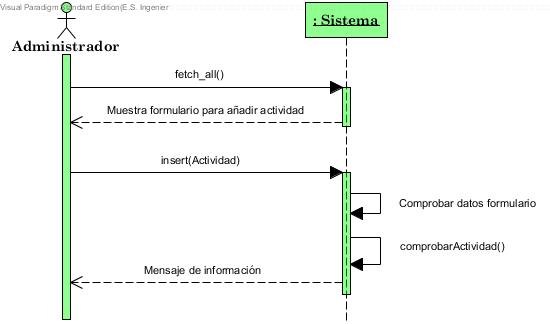 Visual Paradigm Standard Edition(E.S. Ingenier
: Sistema
Administrador
fetch_all()
Muestra formulario para añadir actividad
insert(Actividad)
Comprobar datos formulario
comprobarActividad()
Mensaje de información